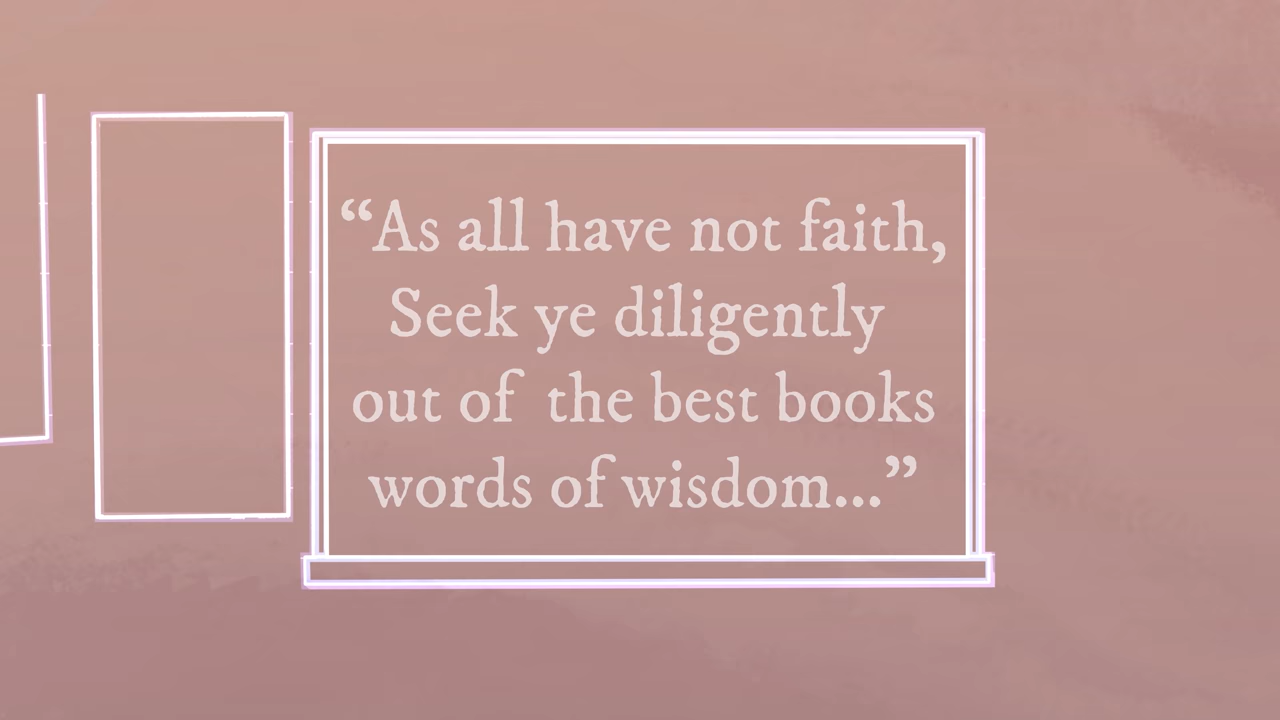 “As all have not faith,
Seek ye diligently
out of the best books
words of wisdom...”